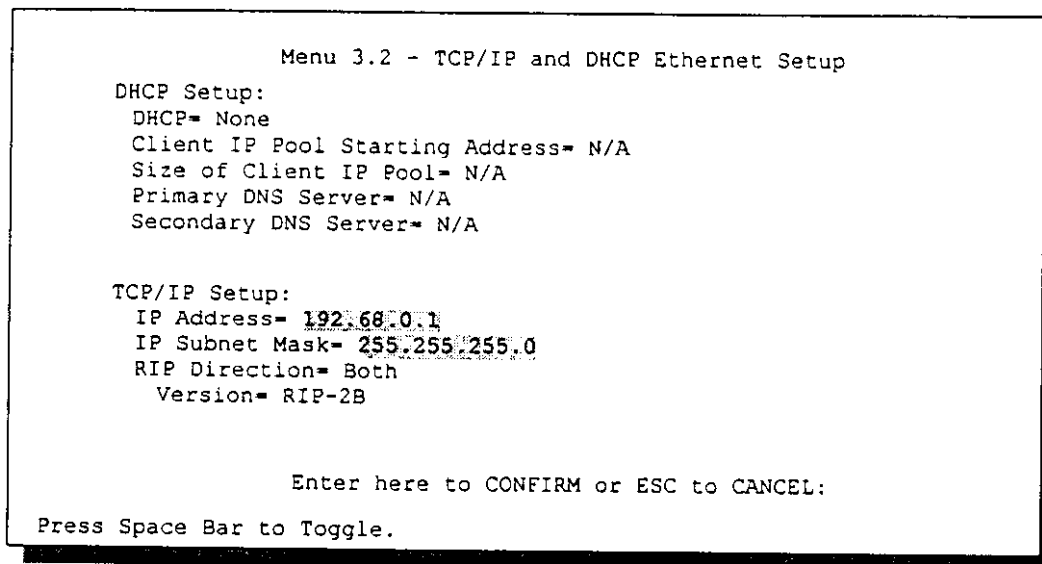 Menu 3.2 - TCP/IP and DHCP Ethernet Setup
DHCP Setup:
DHCP= None
Client IP Pool Starting Address= N/A
Size of Client IP Pool= N/A
Primary DNS Server= N/A
Secondary DNS Server= N/A
TCP/IP Setup:
IP Address= 192.68.0.1
IP Subnet Mask= 255.255.255.0
RIP Direction= Both
Version= RIP-2B
Enter here to CONFIRM or ESC to CANCEL:
Press Space Bar to Toggle.